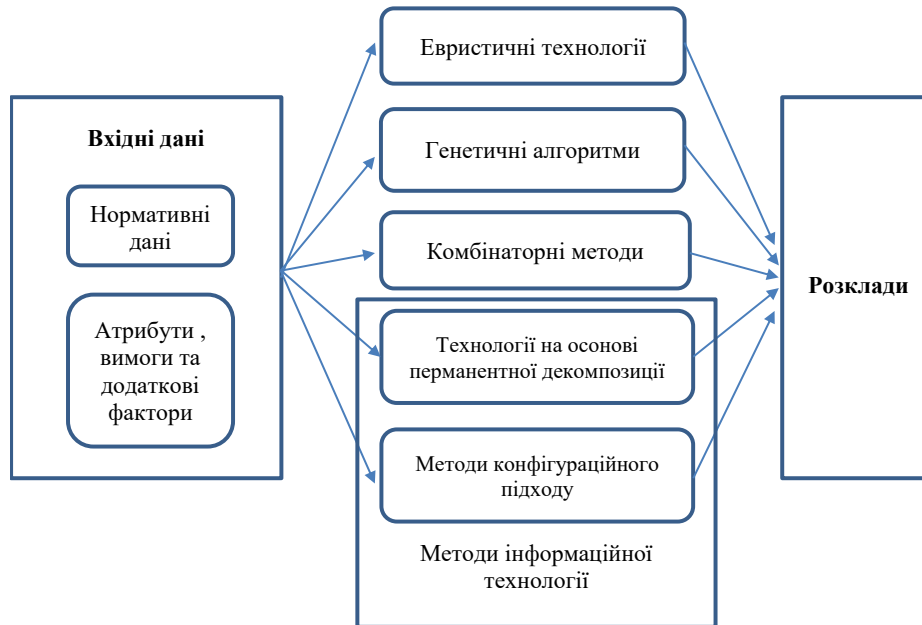 Вхідні дані
Нормативні
дані
Атрибути ,
вимоги та
додаткові
фактори
Евристичні технології
Генетичні алгоритми
Комбінаторні методи
Технології на осонові
перманентної декомпозиції
Методи конфігураційного
підходу
Методи інформаційної
технології
Розклади